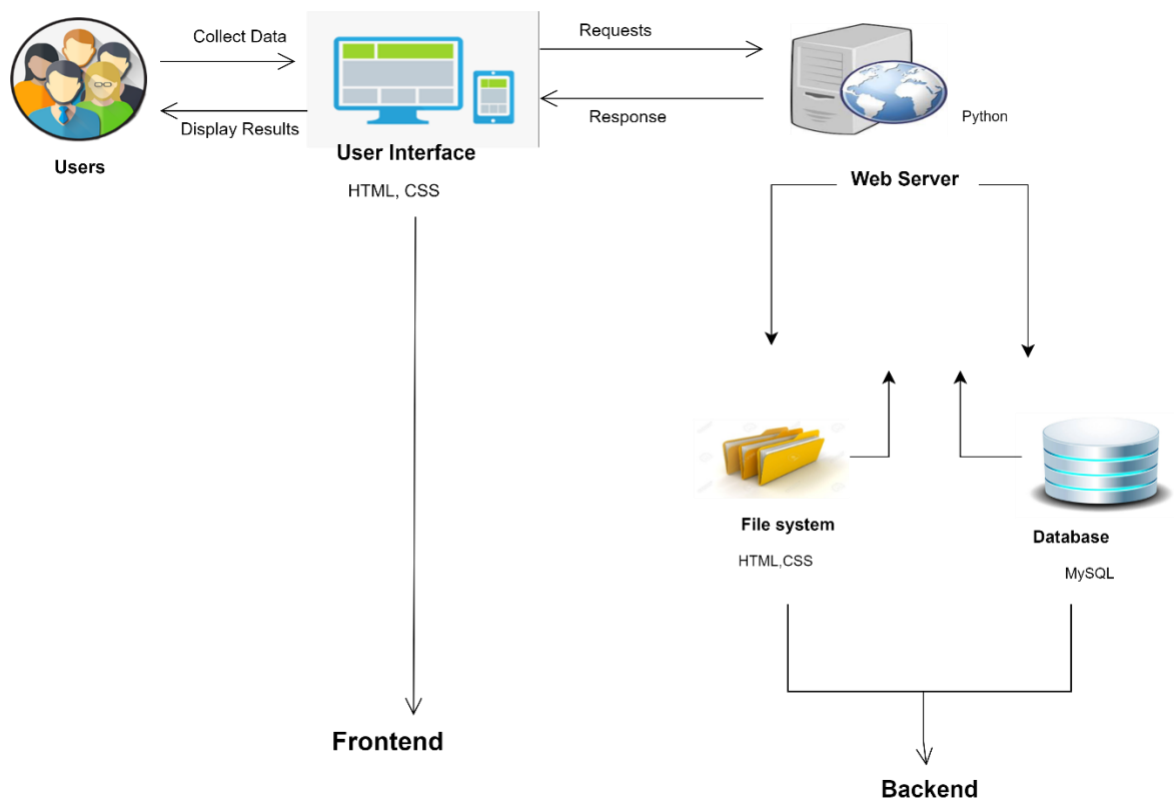 Collect Data
Requests
Display Results
Response
Python
Users
User Interface
HTML, CSS
Web Server
File system
HTML,CSS
Database
MySQL
Frontend
Backend